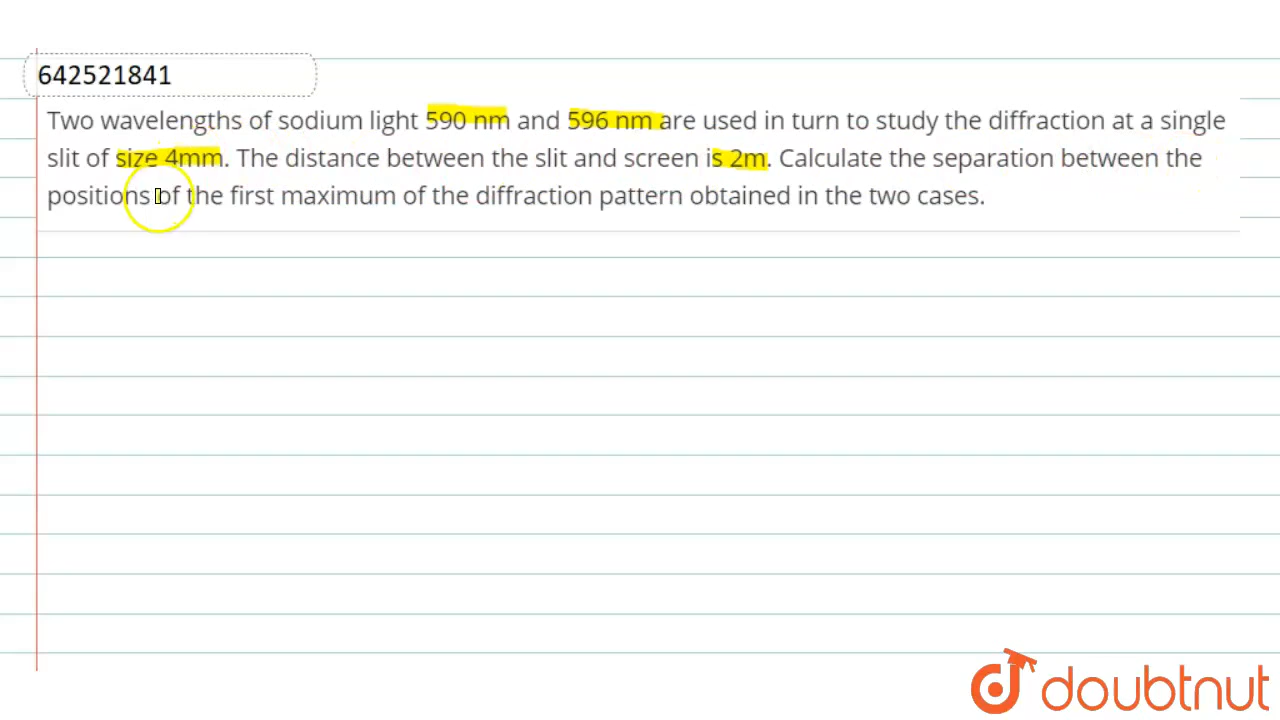 642521841
Two wavelengths of sodium light 590 nm and 596 nm are used in turn to study the diffraction at a single
slit of size 4mm. The distance between the slit and screen is 2m. Calculate the separation between the
positions of the first maximum of the diffraction pattern obtained in the two cases.
doubtnut